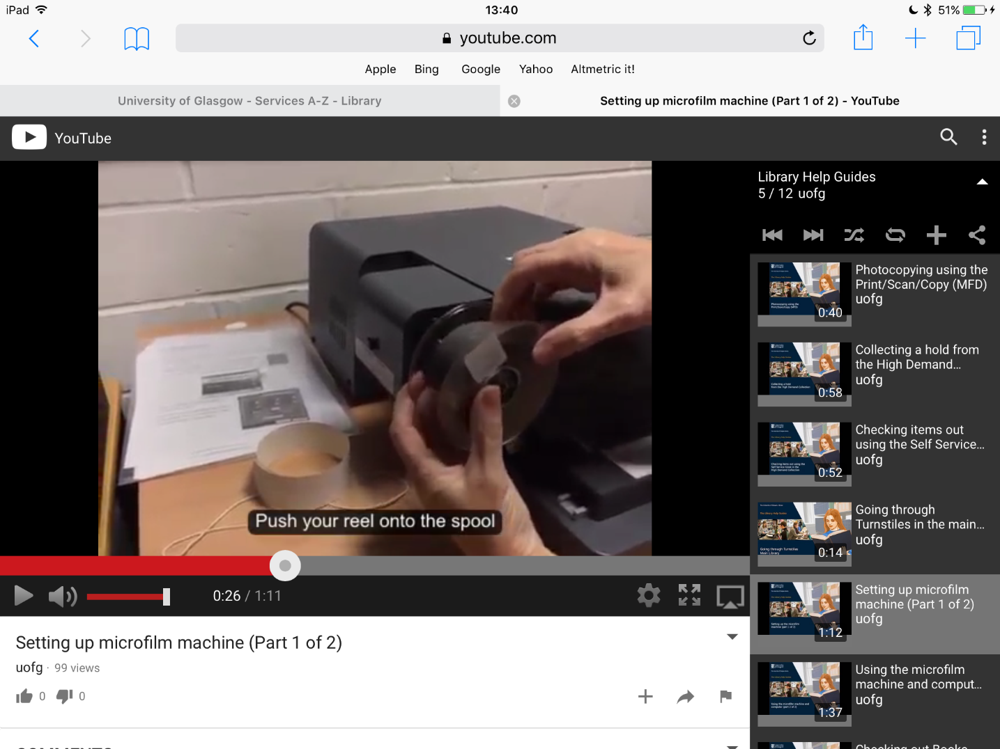 iPad
13:40
51%
youtube.com
Apple Bing Google Yahoo Altmetric it!
University of Glasgow - Services A-Z - Library
Setting up microfilm machine (Part 1 of 2) - YouTube
YouTube
Push your reel onto the spool
0:26 / 1:11
Setting up microfilm machine (Part 1 of 2)
uofg · 99 views
0 0
Library Help Guides
5 / 12 uofg
0:40
Photocopying using the
Print/Scan/Copy (MFD)
uofg
0:58
Collecting a hold from
the High Demand...
uofg
0:52
Checking items out
using the Self Service...
uofg
Going through Turnstiles
Main Library
0:14
Going through
Turnstiles in the main...
uofg
1:12
Setting up microfilm
machine (Part 1 of 2)
uofg
1:37
Using the microfilm
machine and comput...
uofg